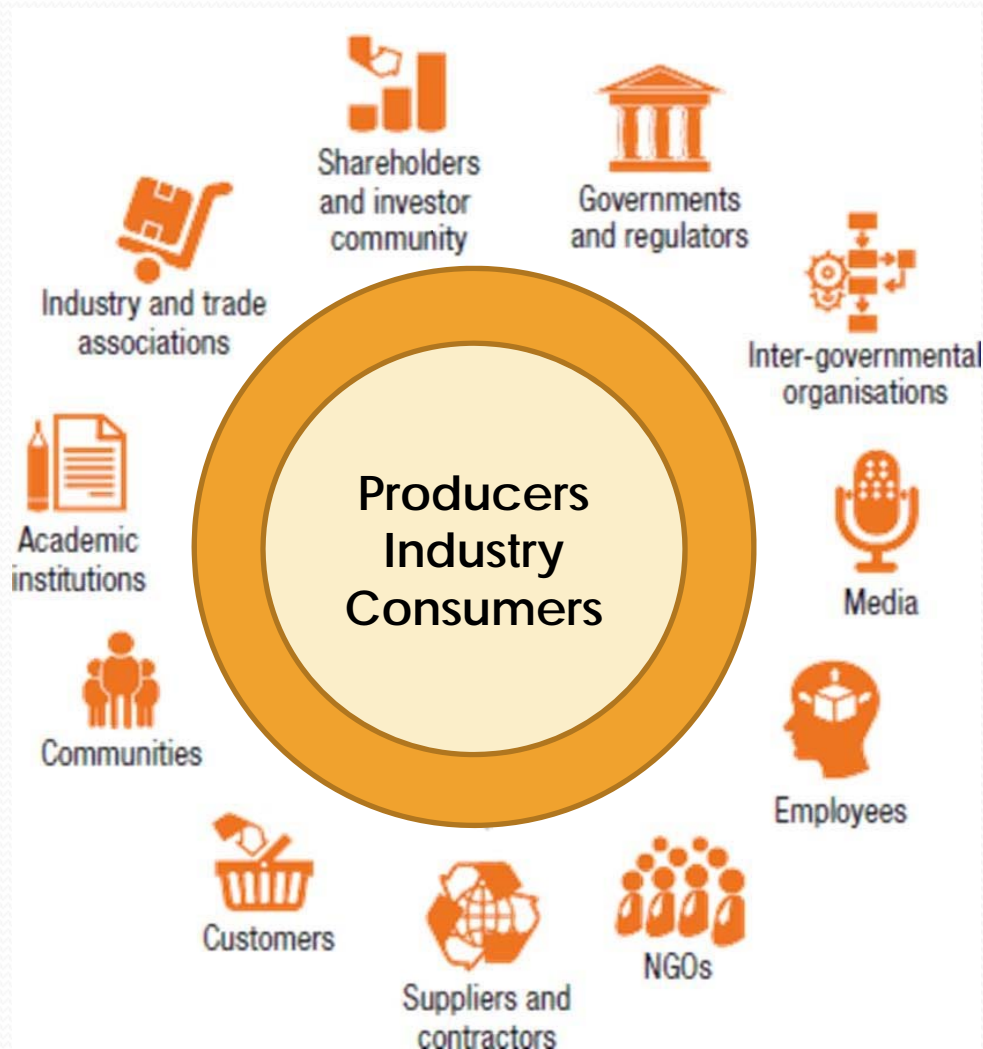 Shareholders
and investor
community
Governments
and regulators
Inter-governmental
organisations
Media
Employees
NGOs
Suppliers and
contractors
Customers
Communities
Academic
institutions
Industry and trade
associations
Producers
Industry
Consumers